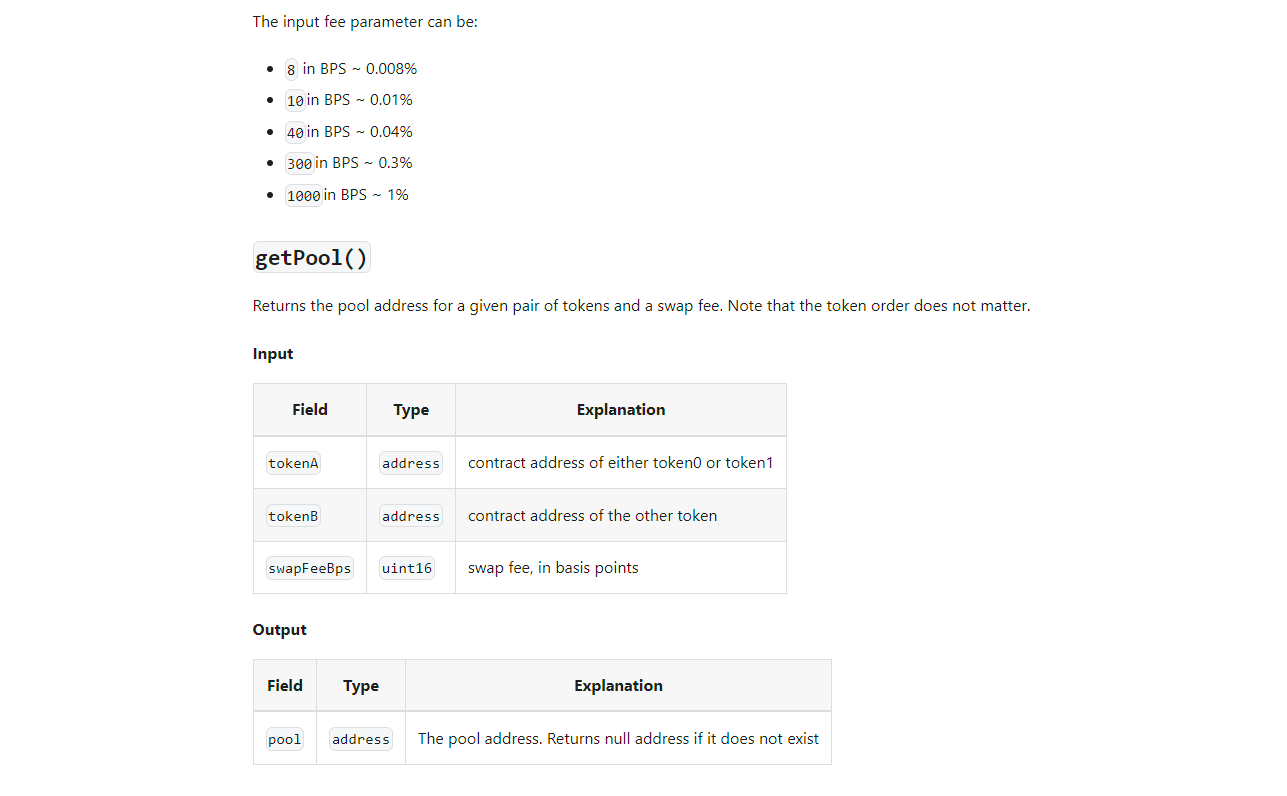 The input fee parameter can be:
8 in BPS ~ 0.008%
10 in BPS ~ 0.01%
40 in BPS ~ 0.04%
300 in BPS ~ 0.3%
1000 in BPS ~ 1%
getPool()
Returns the pool address for a given pair of tokens and a swap fee. Note that the token order does not matter.
Input
Field Type Explanation
tokenA address contract address of either token0 or token1
tokenB address contract address of the other token
swapFeeBps uint16 swap fee, in basis points
Output
Field Type Explanation
pool address The pool address. Returns null address if it does not exist